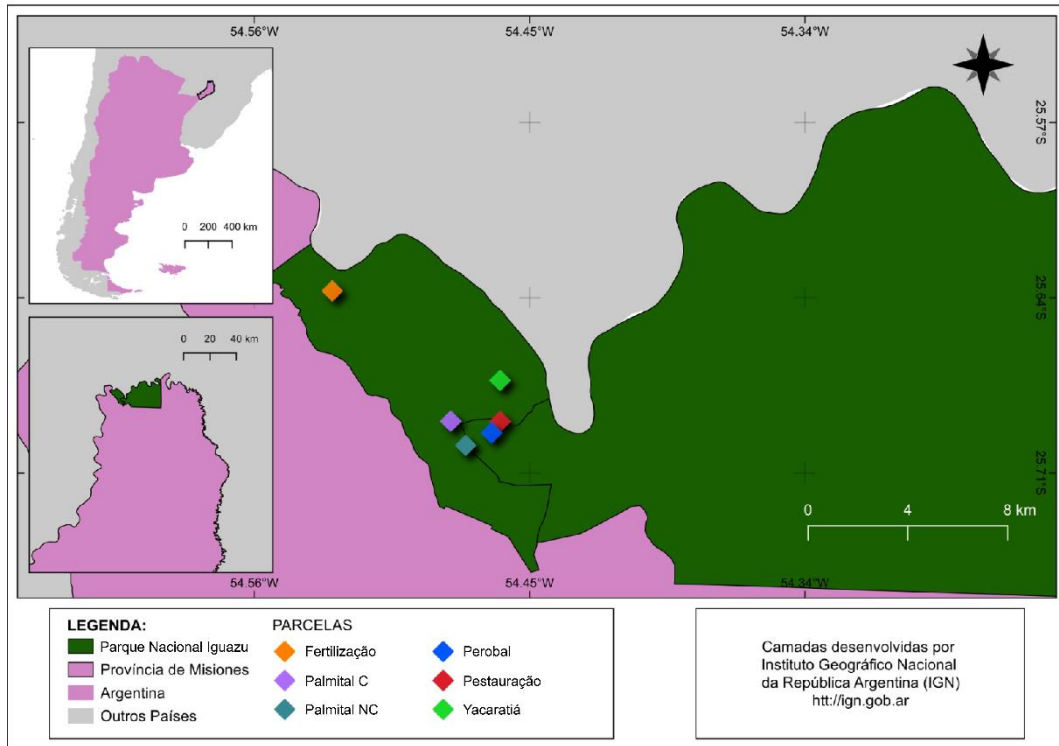 54.56°W 54.45°W 54.34°W
25.57°S
0 200 400 km
25.64°S
0 20 40 km
25.71°S
0 4 8 km
54.56°W 54.45°W 54.34°W
LEGENDA:
Parque Nacional Iguazu
Província de Misiones
Argentina
Outros Países
PARCELAS
Fertilização
Palmital C
Palmital NC
Perobal
Pestauração
Yacaratiá
Camadas desenvolvidas por
Instituto Geográfico Nacional
da República Argentina (IGN)
htt://ign.gob.ar